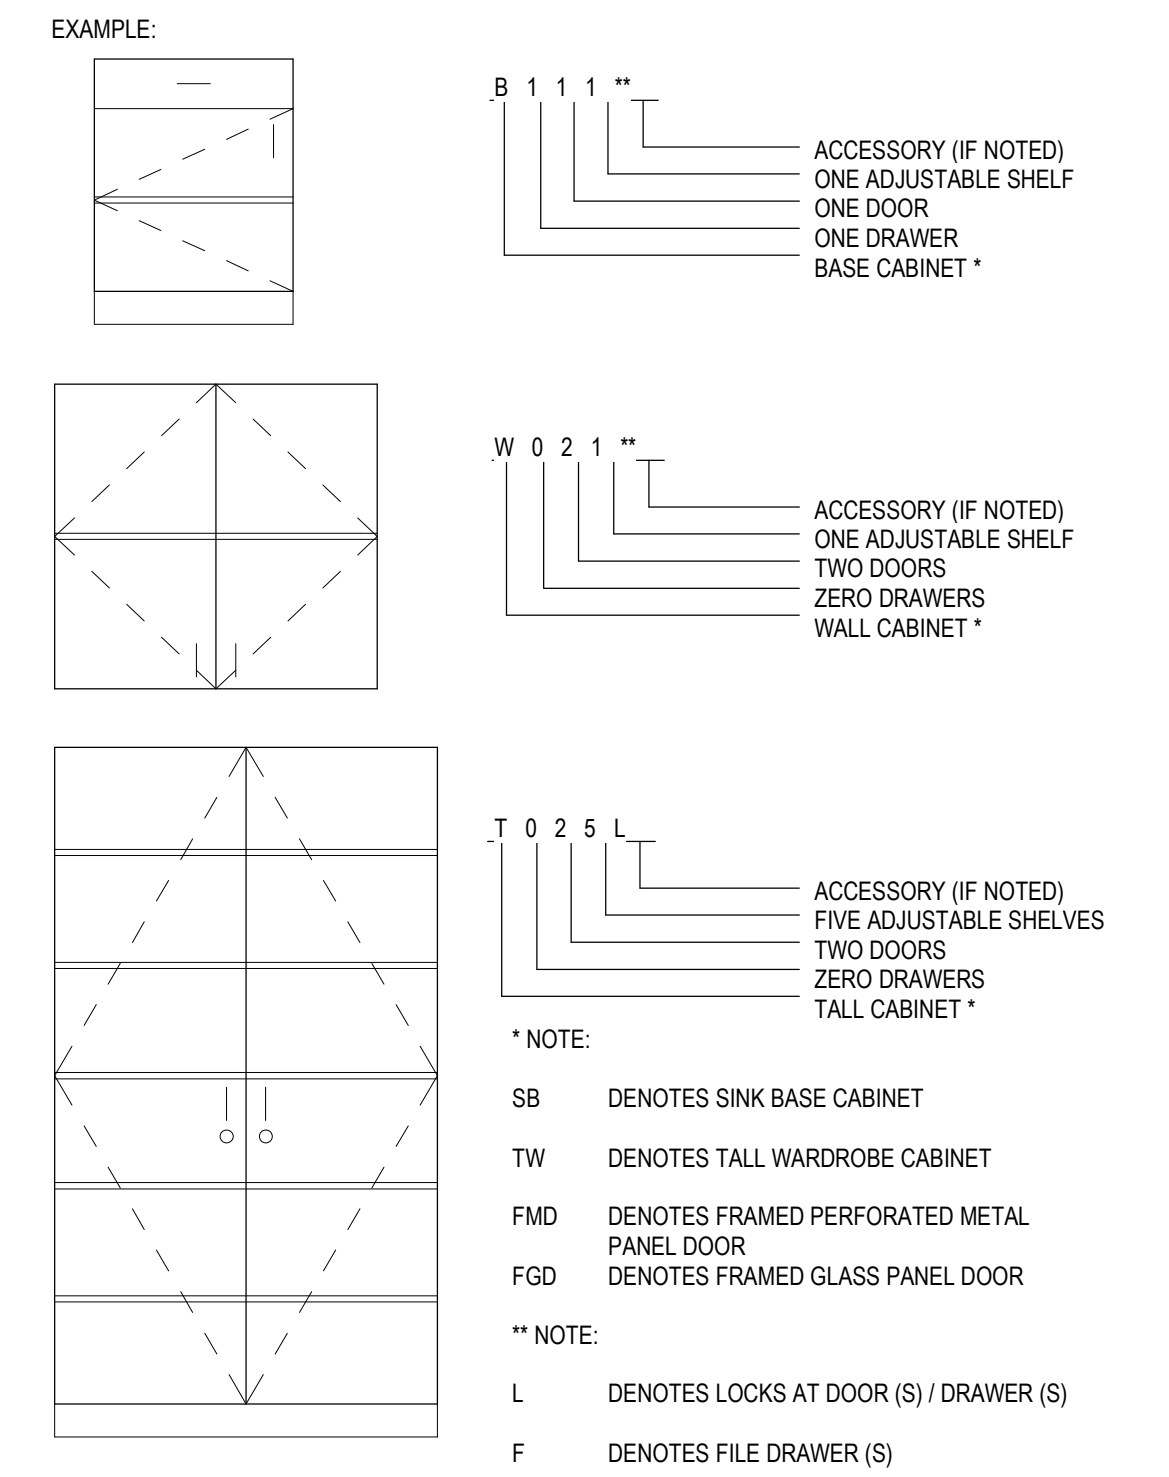 EXAMPLE:
B 1 1 1 **
ACCESSORY (IF NOTED)
ONE ADJUSTABLE SHELF
ONE DOOR
ONE DRAWER
BASE CABINET *
W 0 2 1 **
ACCESSORY (IF NOTED)
ONE ADJUSTABLE SHELF
TWO DOORS
ZERO DRAWERS
WALL CABINET *
T 0 2 5 L
ACCESSORY (IF NOTED)
FIVE ADJUSTABLE SHELVES
TWO DOORS
ZERO DRAWERS
TALL CABINET *
* NOTE:
SB DENOTES SINK BASE CABINET
TW DENOTES TALL WARDROBE CABINET
FMD DENOTES FRAMED PERFORATED METAL
PANEL DOOR
FGD DENOTES FRAMED GLASS PANEL DOOR
** NOTE:
L DENOTES LOCKS AT DOOR (S) / DRAWER (S)
F DENOTES FILE DRAWER (S)